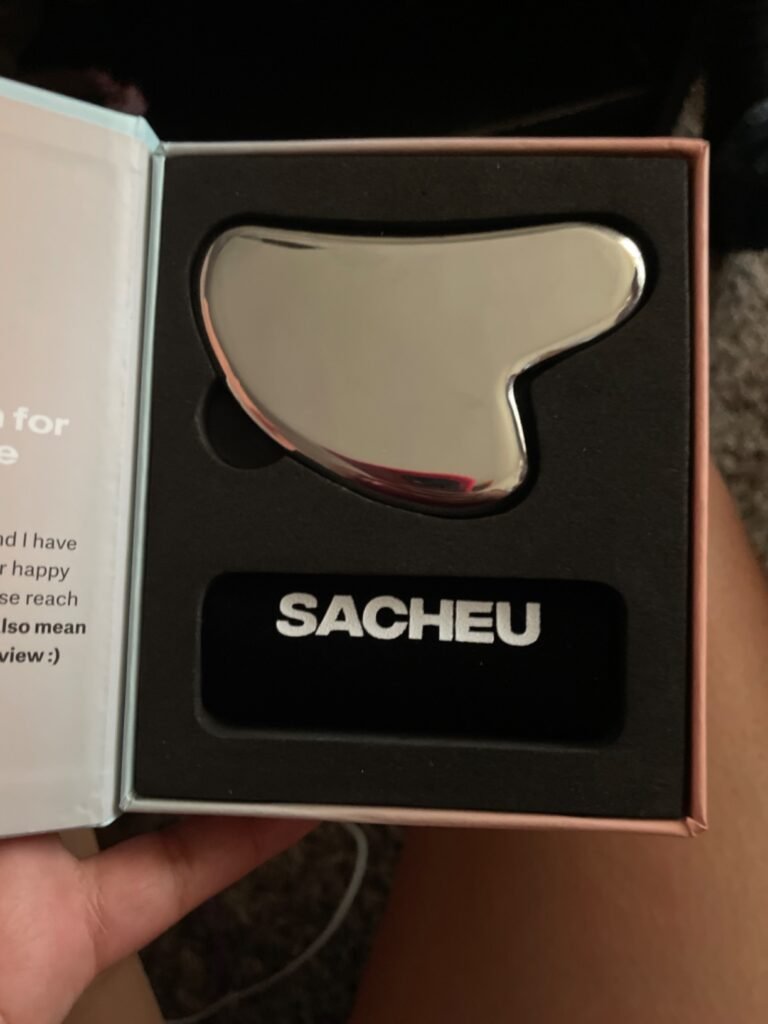 for
e
nd I have
r happy
se reach
lso mean
view :)
SACHEU